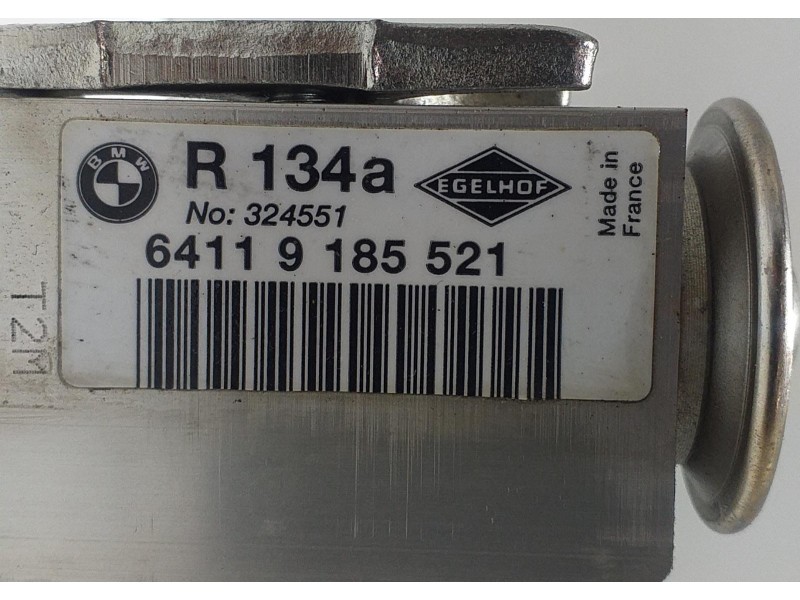 BMW
R 134a
EGELHOF
No: 324551
6411 9 185 521
Made in
France
T2M